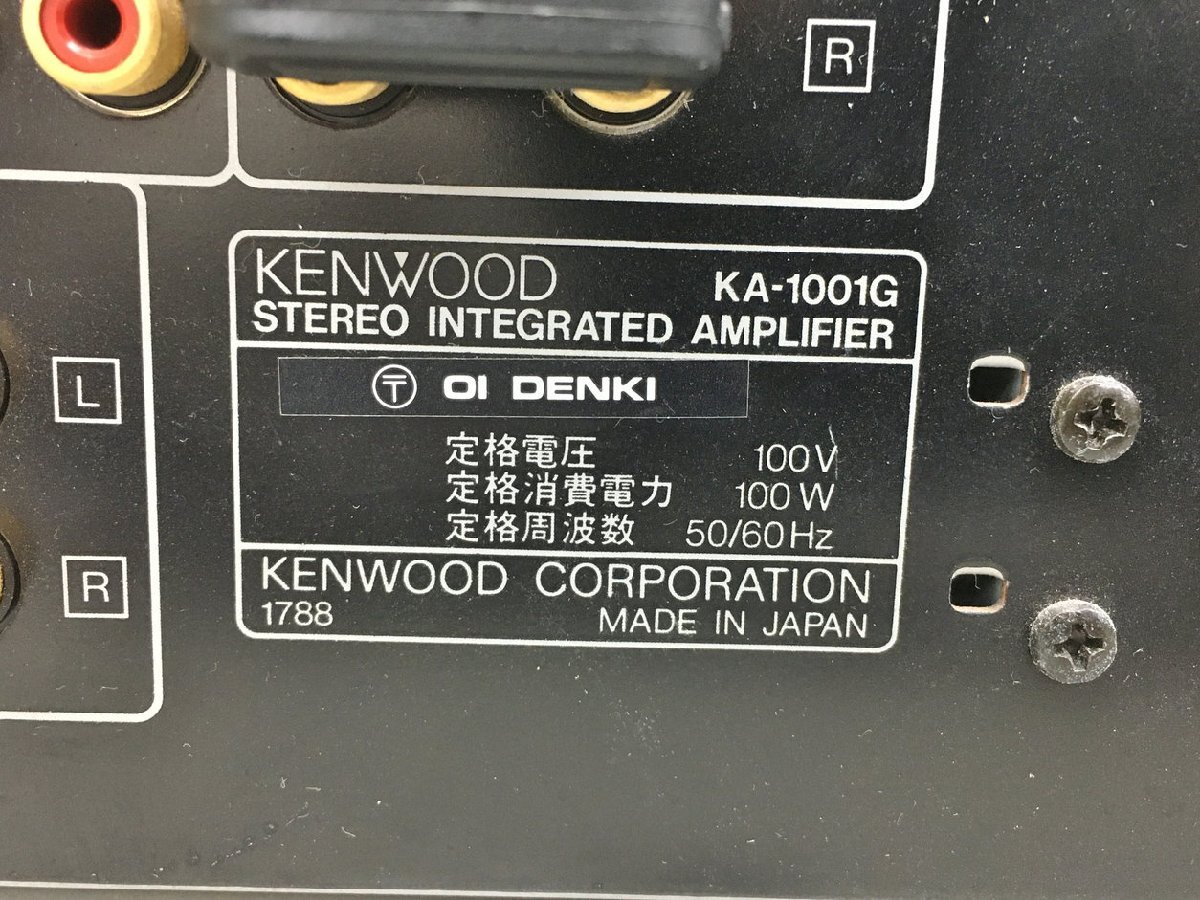 R
KENWOOD KA-1001G
STEREO INTEGRATED AMPLIFIER
〒 OI DENKI
定格電圧 100V
定格消費電力 100W
定格周波数 50/60Hz
KENWOOD CORPORATION
1788 MADE IN JAPAN
L
R